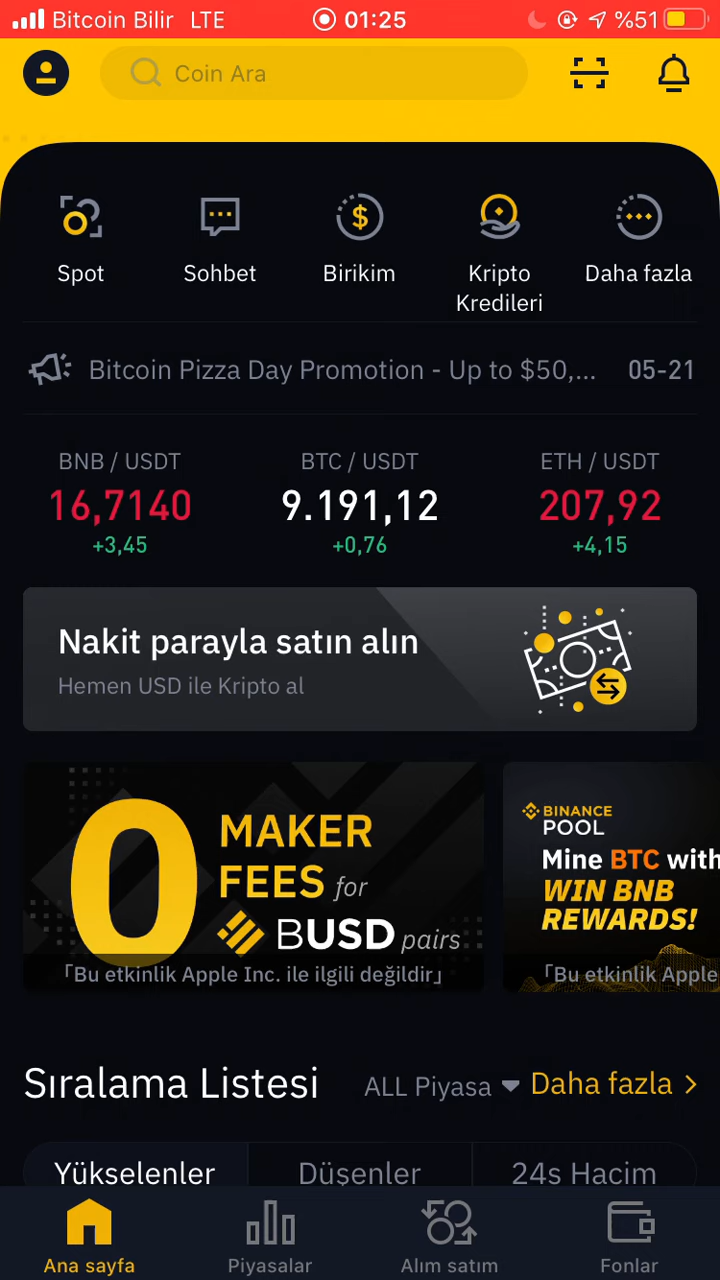 Bitcoin Bilir LTE 01:25 %51
Coin Ara
Spot Sohbet Birikim Kripto Kredileri Daha fazla
Bitcoin Pizza Day Promotion - Up to $50,... 05-21
BNB / USDT BTC / USDT ETH / USDT
16,7140 9.191,12 207,92
+3,45 +0,76 +4,15
Nakit parayla satın alın
Hemen USD ile Kripto al
0 MAKER
FEES for
BUSD pairs
「Bu etkinlik Apple Inc. ile ilgili değildir」
BINANCE
POOL
Mine BTC with
WIN BNB
REWARDS!
「Bu etkinlik Apple
Sıralama Listesi ALL Piyasa Daha fazla
Yükselenler Düşenler 24s Hacim
Ana sayfa Piyasalar Alım satım Fonlar